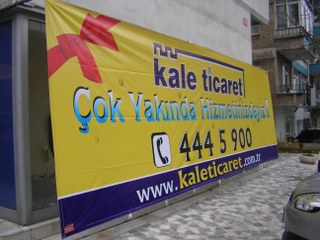 kale ticaret
Çok Yakında Hizmetinizdeyiz!
444 5 900
www.kaleticaret.com.tr